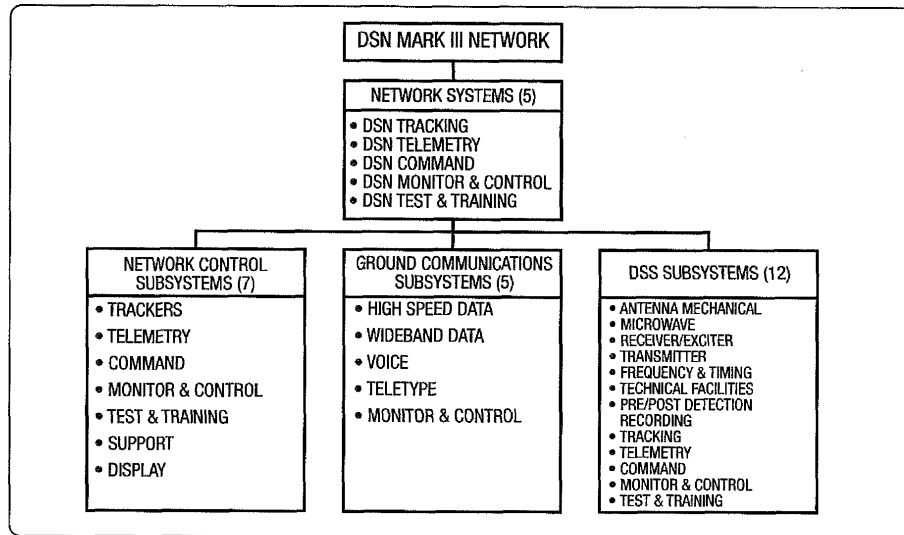 DSN MARK III NETWORK
NETWORK SYSTEMS (5)
• DSN TRACKING
• DSN TELEMETRY
• DSN COMMAND
• DSN MONITOR & CONTROL
• DSN TEST & TRAINING
NETWORK CONTROL
SUBSYSTEMS (7)
• TRACKERS
• TELEMETRY
• COMMAND
• MONITOR & CONTROL
• TEST & TRAINING
• SUPPORT
• DISPLAY
GROUND COMMUNICATIONS
SUBSYSTEMS (5)
• HIGH SPEED DATA
• WIDEBAND DATA
• VOICE
• TELETYPE
• MONITOR & CONTROL
DSS SUBSYSTEMS (12)
• ANTENNA MECHANICAL
• MICROWAVE
• RECEIVER/EXCITER
• TRANSMITTER
• FREQUENCY & TIMING
• TECHNICAL FACILITIES
• PRE/POST DETECTION
RECORDING
• TRACKING
• TELEMETRY
• COMMAND
• MONITOR & CONTROL
• TEST & TRAINING